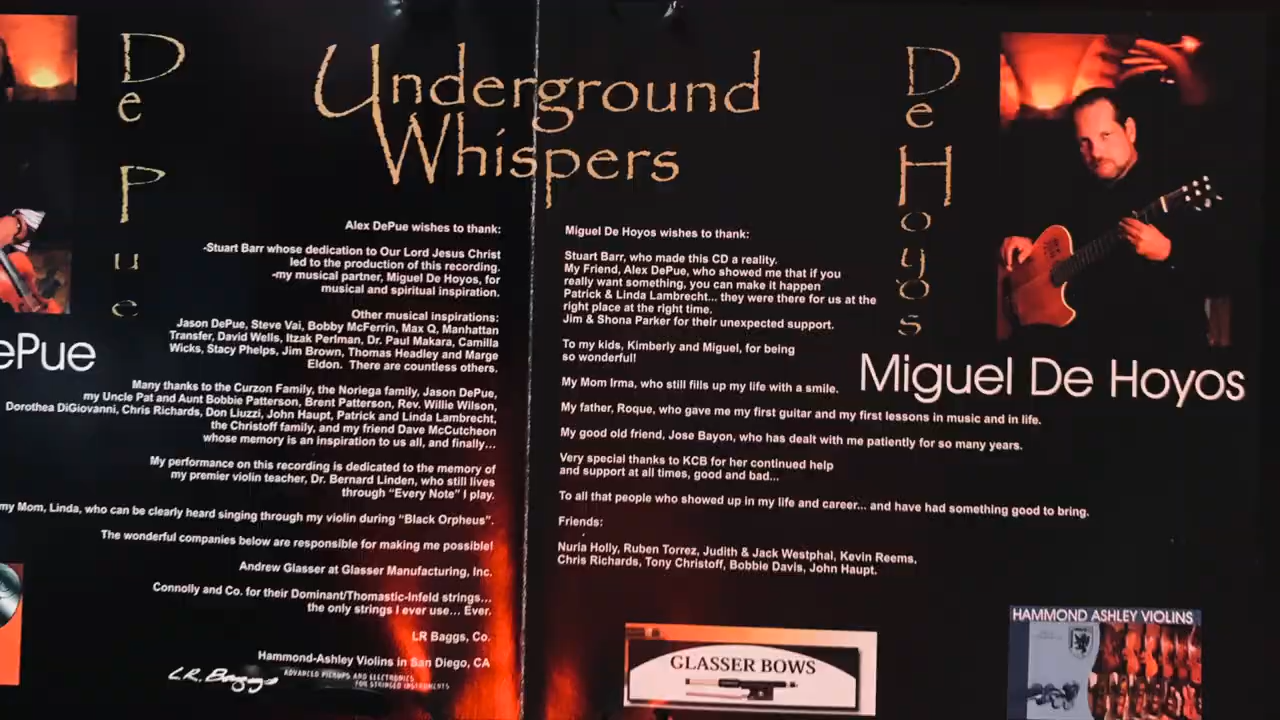 De Pue
Underground
Whispers
De Hoyos
Alex DePue wishes to thank:
-Stuart Barr whose dedication to Our Lord Jesus Christ
led to the production of this recording.
-my musical partner, Miguel De Hoyos, for
musical and spiritual inspiration.
Other musical inspirations:
Jason DePue, Steve Vai, Bobby McFerrin, Max Q, Manhattan
Transfer, David Wells, Itzak Perlman, Dr. Paul Makara, Camilla
Wicks, Stacy Phelps, Jim Brown, Thomas Headley and Marge
Eldon. There are countless others.
ePue
Many thanks to the Curzon Family, the Noriega family, Jason DePue,
my Uncle Pat and Aunt Bobbie Patterson, Brent Patterson, Rev. Willie Wilson,
Dorothea DiGiovanni, Chris Richards, Don Liuzzi, John Haupt, Patrick and Linda Lambrecht,
the Christoff family, and my friend Dave McCutcheon
whose memory is an inspiration to us all, and finally...
My performance on this recording is dedicated to the memory of
my premier violin teacher, Dr. Bernard Linden, who still lives
through “Every Note” I play.
my Mom, Linda, who can be clearly heard singing through my violin during “Black Orpheus”.
The wonderful companies below are responsible for making me possible!
Andrew Glasser at Glasser Manufacturing, Inc.
Connolly and Co. for their Dominant/Thomastic-Infeld strings...
the only strings I ever use... Ever.
LR Baggs, Co.
Hammond-Ashley Violins in San Diego, CA
L.R. Baggs
ADVANCED PICKUPS AND ELECTRONICS
FOR STRINGED INSTRUMENTS
Miguel De Hoyos wishes to thank:
Stuart Barr, who made this CD a reality.
My Friend, Alex DePue, who showed me that if you
really want something, you can make it happen
Patrick & Linda Lambrecht... they were there for us at the
right place at the right time.
Jim & Shona Parker for their unexpected support.
To my kids, Kimberly and Miguel, for being
so wonderful!
Miguel De Hoyos
My Mom Irma, who still fills up my life with a smile.
My father, Roque, who gave me my first guitar and my first lessons in music and in life.
My good old friend, Jose Bayon, who has dealt with me patiently for so many years.
Very special thanks to KCB for her continued help
and support at all times, good and bad...
To all that people who showed up in my life and career... and have had something good to bring.
Friends:
Nuria Holly, Ruben Torrez, Judith & Jack Westphal, Kevin Reems.
Chris Richards, Tony Christoff, Bobbie Davis, John Haupt.
GLASSER BOWS
HAMMOND ASHLEY VIOLINS